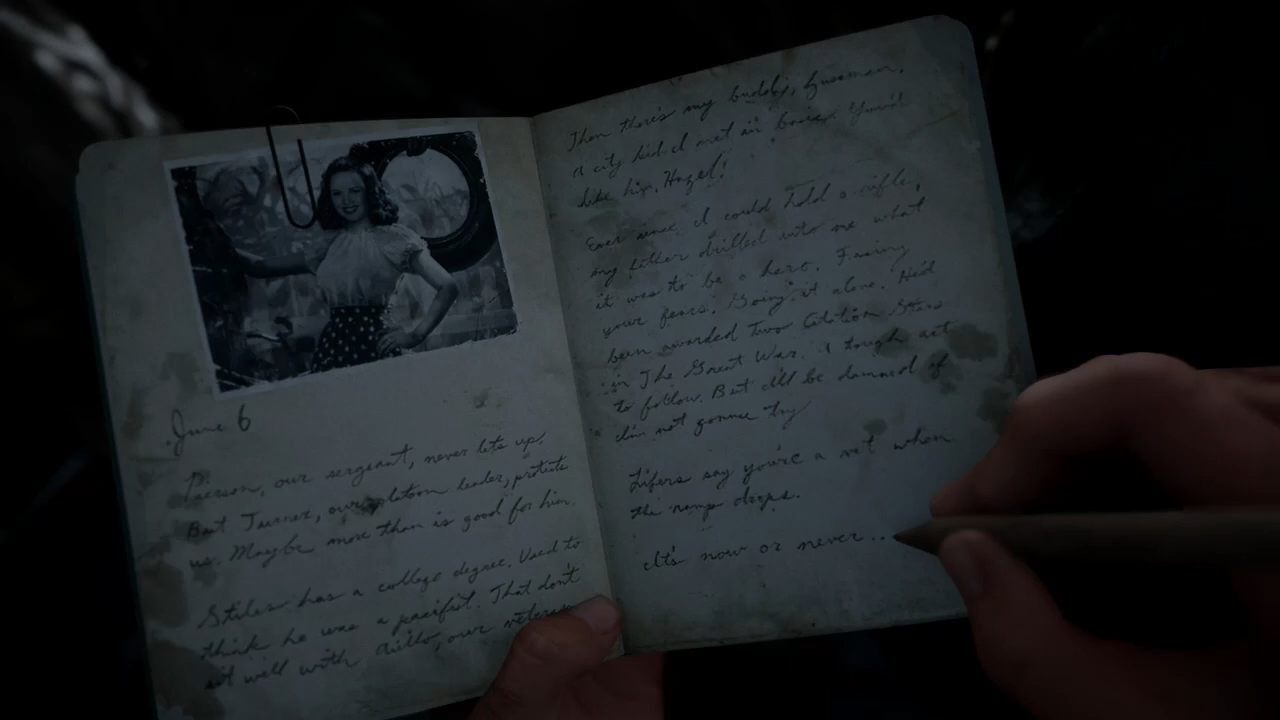 June 6
Pierson, our sergeant, never lets up.
But Turner, our platoon leader, protects
us. Maybe more than is good for him.
Stiles has a college degree. Used to
think he was a pacifist. That don't
sit well with Aiello, our veteran
Then there's my buddy, Zussman,
A city kid I met in basic. You'd
like him, Hazel!
Ever since I could hold a rifle,
my father drilled into me what
it was to be a hero. Facing
your fears. Going it alone. He'd
been awarded Two Citation Stars
in The Great War. A tough act
to follow. But I'll be damned if
I'm not gonna try
Lifers say you're a vet when
the ramp drops.
It's now or never...